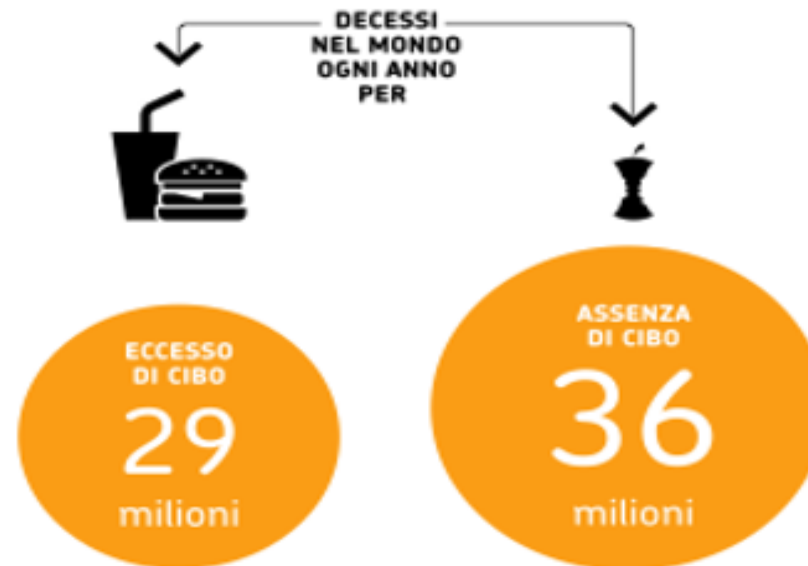 DECESSI
NEL MONDO
OGNI ANNO
PER
ECCESSO
DI CIBO
29
milioni
ASSENZA
DI CIBO
36
milioni